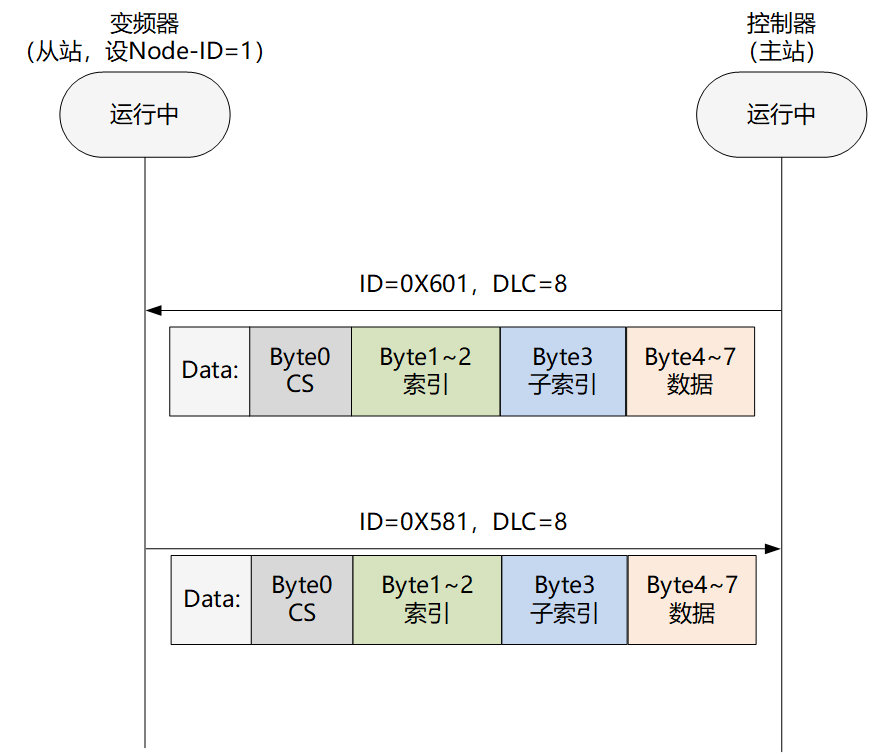 变频器
（从站，设Node-ID=1）
控制器
（主站）
运行中
运行中
ID=0X601，DLC=8
Data:
Byte0
CS
Byte1~2
索引
Byte3
子索引
Byte4~7
数据
ID=0X581，DLC=8
Data:
Byte0
CS
Byte1~2
索引
Byte3
子索引
Byte4~7
数据